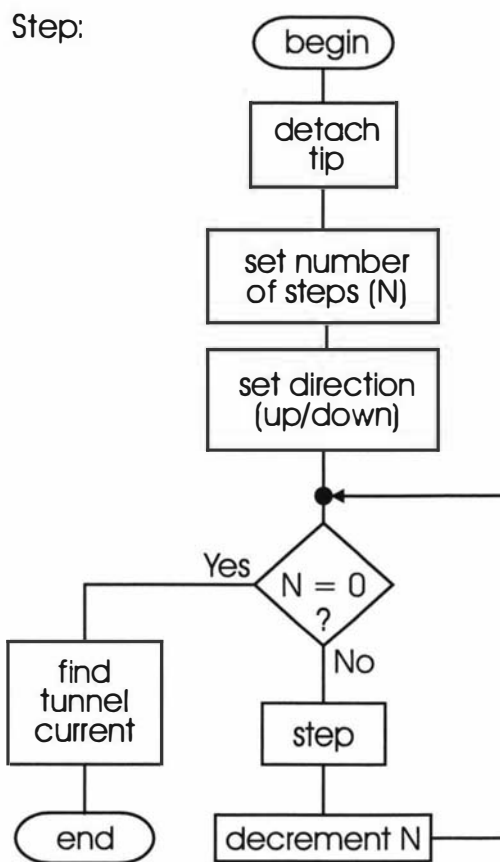 Step:
begin
detach
tip
set number
of steps (N)
set direction
(up/down)
Yes
N = 0
?
No
find
tunnel
current
step
end
decrement N